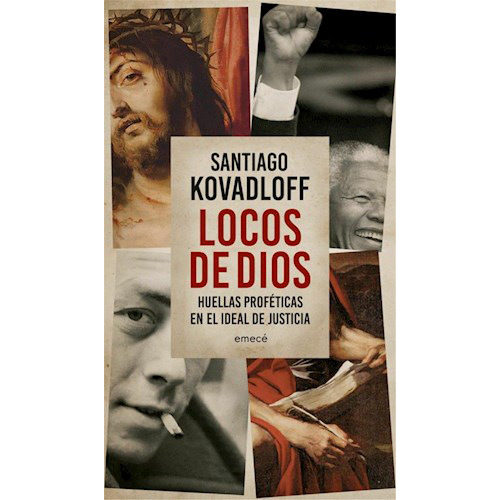 SANTIAGO
KOVADLOFF
LOCOS
DE DIOS
HUELLAS PROFÉTICAS
EN EL IDEAL DE JUSTICIA
emecé